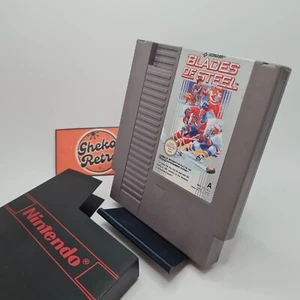 KONAMI
BLADES
OF STEEL
A
Gheko
Retro
Nintendo